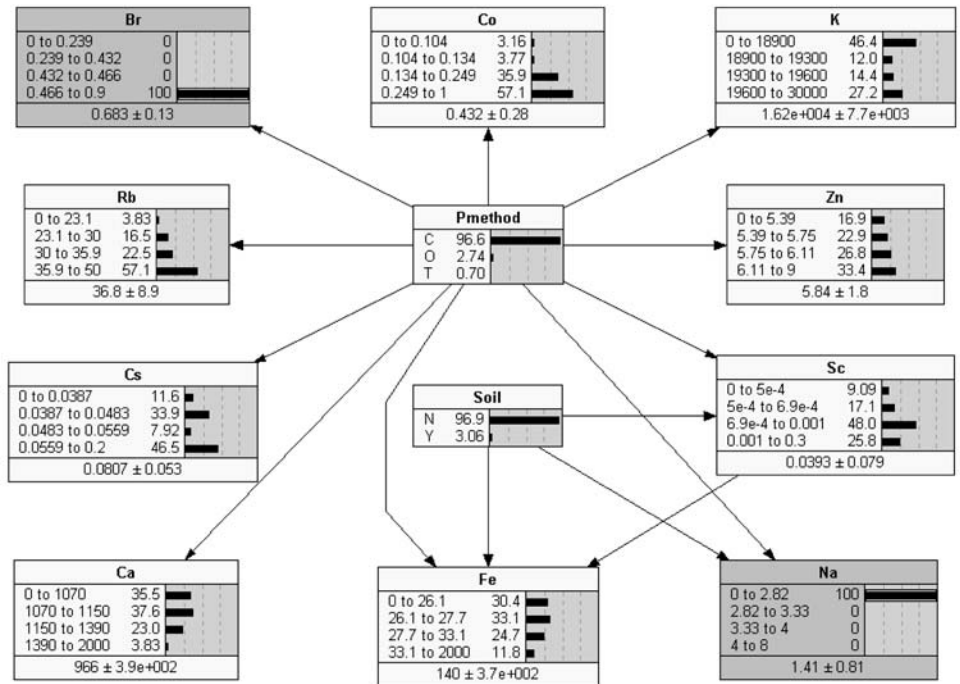 Br
0 to 0.239 0
0.239 to 0.432 0
0.432 to 0.466 0
0.466 to 0.9 100
0.683 ± 0.13
Co
0 to 0.104 3.16
0.104 to 0.134 3.77
0.134 to 0.249 35.9
0.249 to 1 57.1
0.432 ± 0.28
K
0 to 18900 46.4
18900 to 19300 12.0
19300 to 19600 14.4
19600 to 30000 27.2
1.62e+004 ± 7.7e+003
Rb
0 to 23.1 3.83
23.1 to 30 16.5
30 to 35.9 22.5
35.9 to 50 57.1
36.8 ± 8.9
Pmethod
C 96.6
O 2.74
T 0.70
Zn
0 to 5.39 16.9
5.39 to 5.75 22.9
5.75 to 6.11 26.8
6.11 to 9 33.4
5.84 ± 1.8
Cs
0 to 0.0387 11.6
0.0387 to 0.0483 33.9
0.0483 to 0.0559 7.92
0.0559 to 0.2 46.5
0.0807 ± 0.053
Soil
N 96.9
Y 3.06
Sc
0 to 5e-4 9.09
5e-4 to 6.9e-4 17.1
6.9e-4 to 0.001 48.0
0.001 to 0.3 25.8
0.0393 ± 0.079
Ca
0 to 1070 35.5
1070 to 1150 37.6
1150 to 1390 23.0
1390 to 2000 3.83
966 ± 3.9e+002
Fe
0 to 26.1 30.4
26.1 to 27.7 33.1
27.7 to 33.1 24.7
33.1 to 2000 11.8
140 ± 3.7e+002
Na
0 to 2.82 100
2.82 to 3.33 0
3.33 to 4 0
4 to 8 0
1.41 ± 0.81